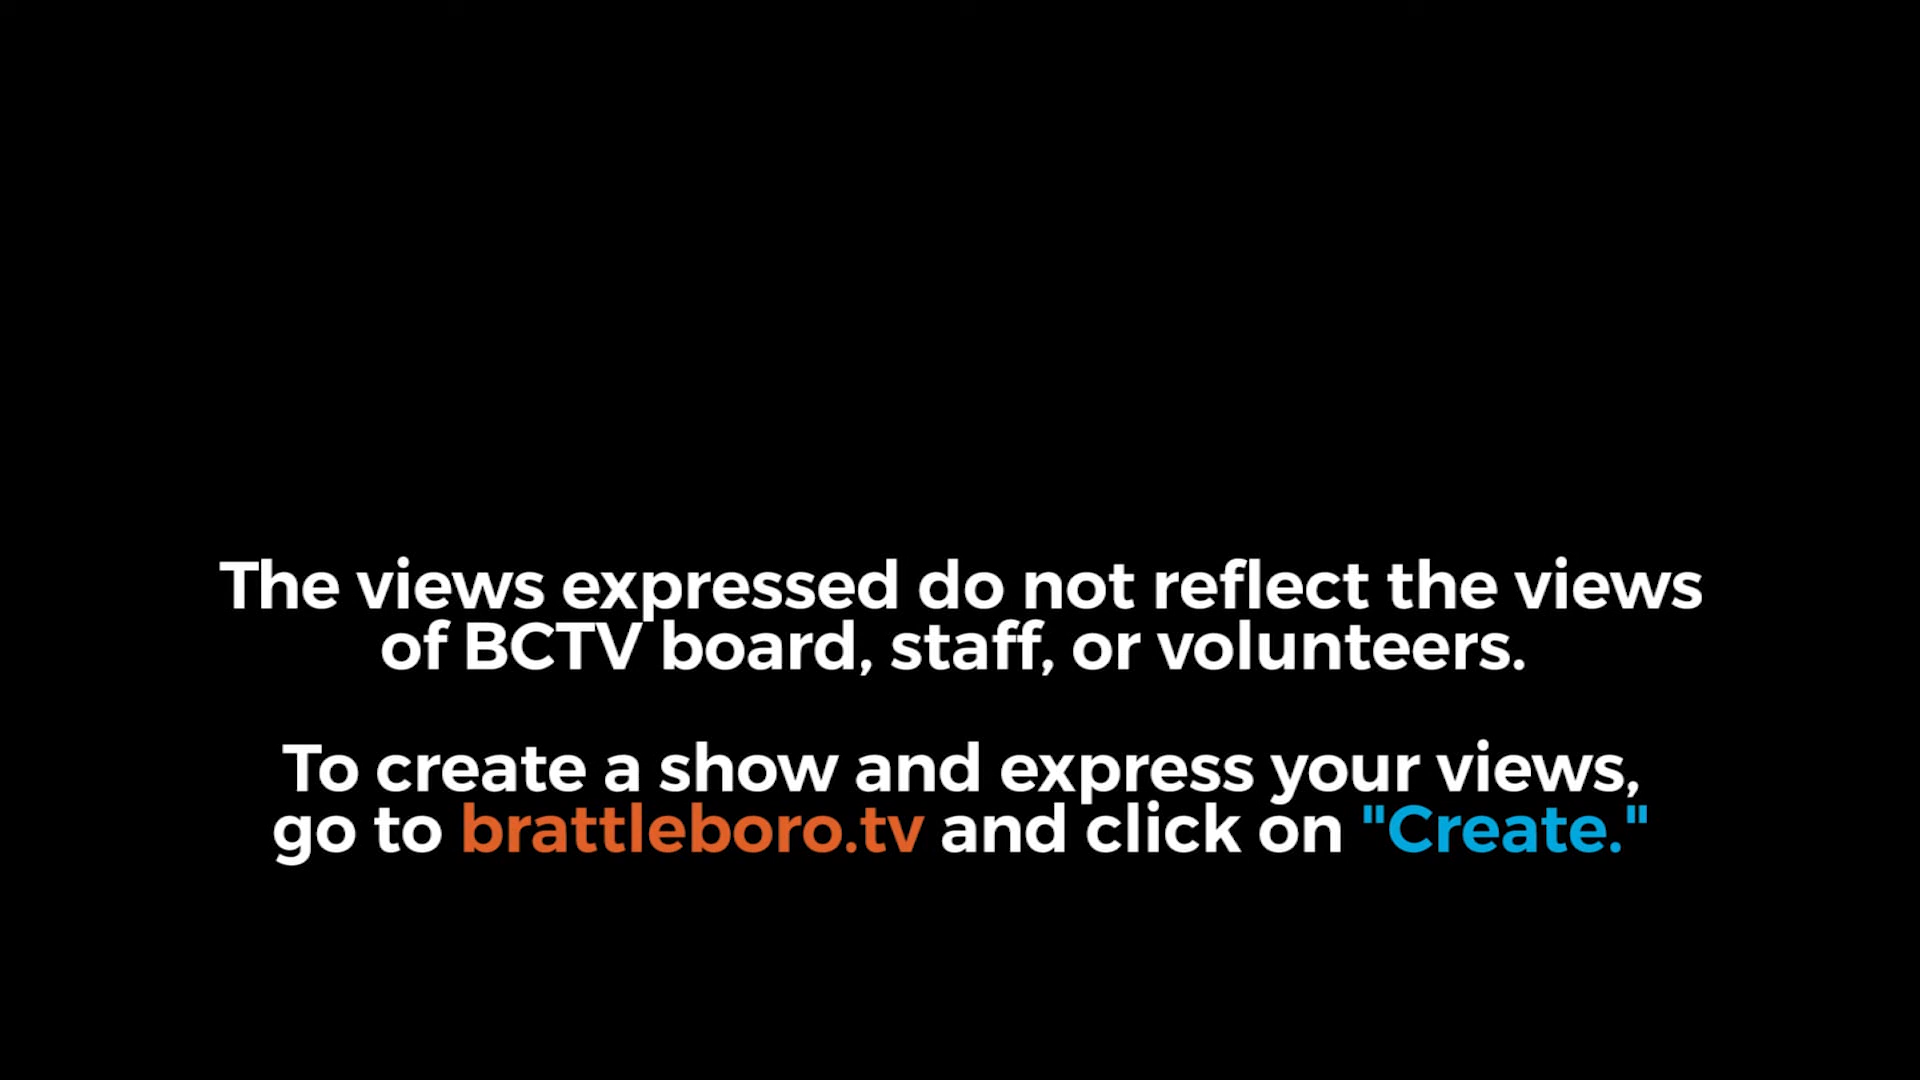 The views expressed do not reflect the views
of BCTV board, staff, or volunteers.
To create a show and express your views,
go to brattleboro.tv and click on "Create."